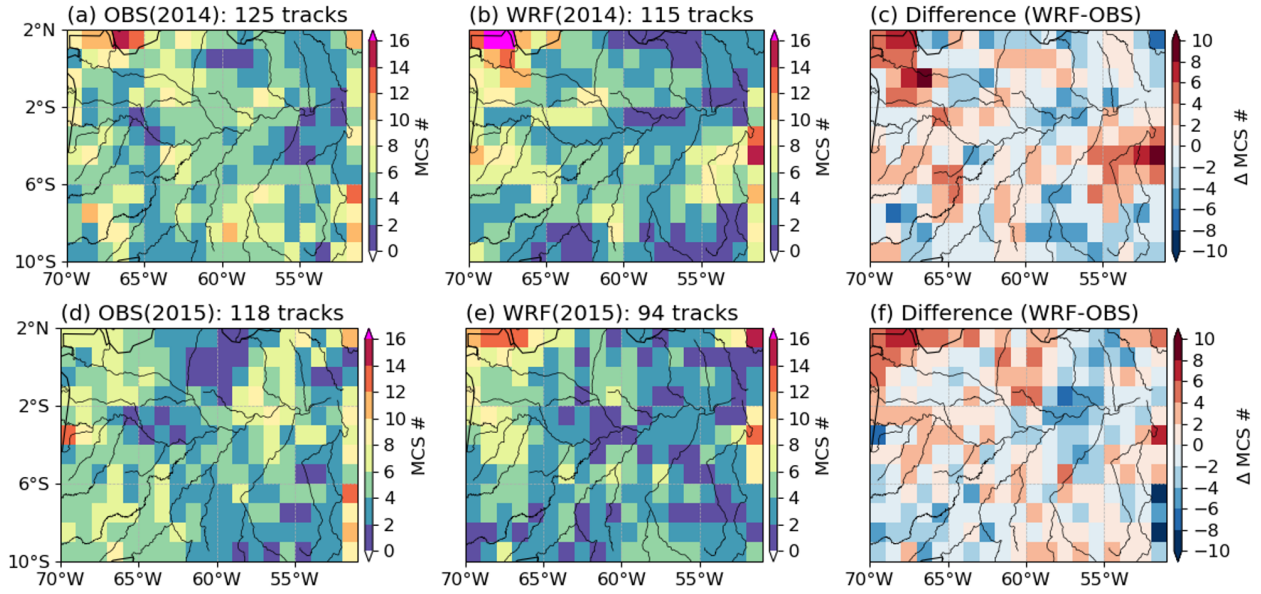 (a) OBS(2014): 125 tracks
(b) WRF(2014): 115 tracks
(c) Difference (WRF-OBS)
2°N
2°S
6°S
10°S
70°W 65°W 60°W 55°W
16
14
12
10
8
6
4
2
0
MCS #
70°W 65°W 60°W 55°W
16
14
12
10
8
6
4
2
0
MCS #
70°W 65°W 60°W 55°W
10
8
6
4
2
0
−2
−4
−6
−8
−10
Δ MCS #
(d) OBS(2015): 118 tracks
(e) WRF(2015): 94 tracks
(f) Difference (WRF-OBS)
2°N
2°S
6°S
10°S
70°W 65°W 60°W 55°W
16
14
12
10
8
6
4
2
0
MCS #
70°W 65°W 60°W 55°W
16
14
12
10
8
6
4
2
0
MCS #
70°W 65°W 60°W 55°W
10
8
6
4
2
0
−2
−4
−6
−8
−10
Δ MCS #